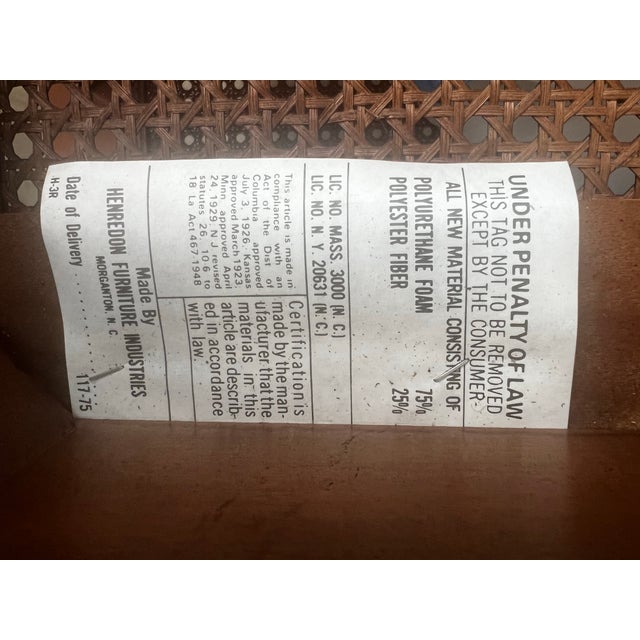 UNDER PENALTY OF LAW
THIS TAG NOT TO BE REMOVED
EXCEPT BY THE CONSUMER-
ALL NEW MATERIAL CONSISTING OF
POLYURETHANE FOAM 75%
POLYESTER FIBER 25%
LIC. NO. MASS. 3000 (N. C.)
LIC. NO. N. Y. 20631 (N. C.)
This article is made in
compliance with an
Act of the Dist of
Columbia approved
July 3, 1926. Kansas
approved March 1923.
Minn. approved April
24, 1929. N J revised
statutes 26 10 6 to
18 La Act 467 1948
Certification is
made by the man-
ufacturer that the
materials in this
article are describ-
ed in accordance
with law.
Made By
HENREDON FURNITURE INDUSTRIES
MORGANTON, N. C.
Date of Delivery . . . . . . . . 117-75
H-3R